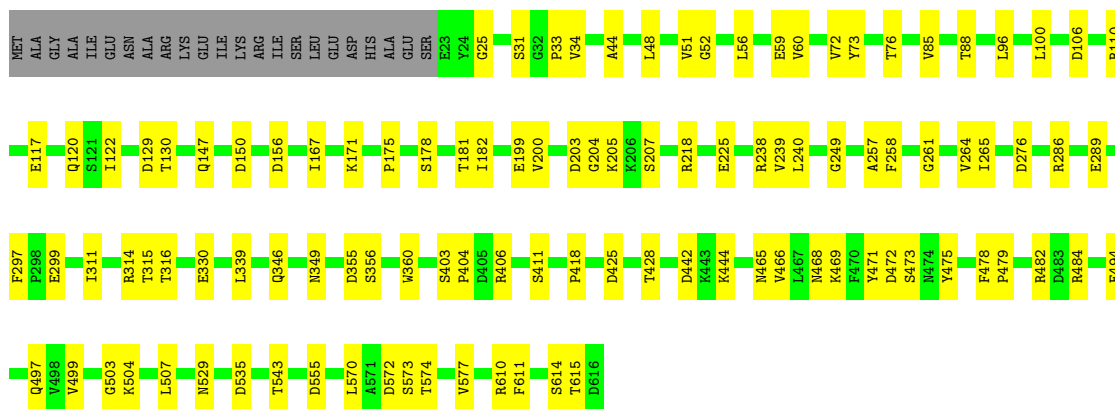 MET ALA GLY ALA ILE GLU ASN ALA ARG LYS GLU ILE LYS ARG ILE SER LEU GLU ASP HIS ALA GLU SER E23 Y24 G25 S31 G32 P33 V34 A44 L48 V51 G52 L56 E59 V60 V72 Y73 T76 V85 T88 L96 L100 D106
E117 Q120 S121 I122 D129 T130 Q147 D150 D156 I167 K171 P175 S178 T181 I182 E199 V200 D203 G204 K205 K206 S207 R218 E225 R238 V239 L240 G249 A257 F258 G261 V264 I265 D276 R286 E289
F297 P298 E299 I311 R314 T315 T316 E330 L339 Q346 N349 D355 S356 W360 S403 P404 D405 R406 S411 P418 D425 T428 D442 K443 K444 N465 V466 L467 N468 K469 F470 Y471 D472 S473 N474 Y475 F478 P479 R482 D483 R484
Q497 V498 V499 G503 K504 L507 N529 D535 T543 D555 L570 A571 D572 S573 T574 V577 R610 F611 S614 T615 D616